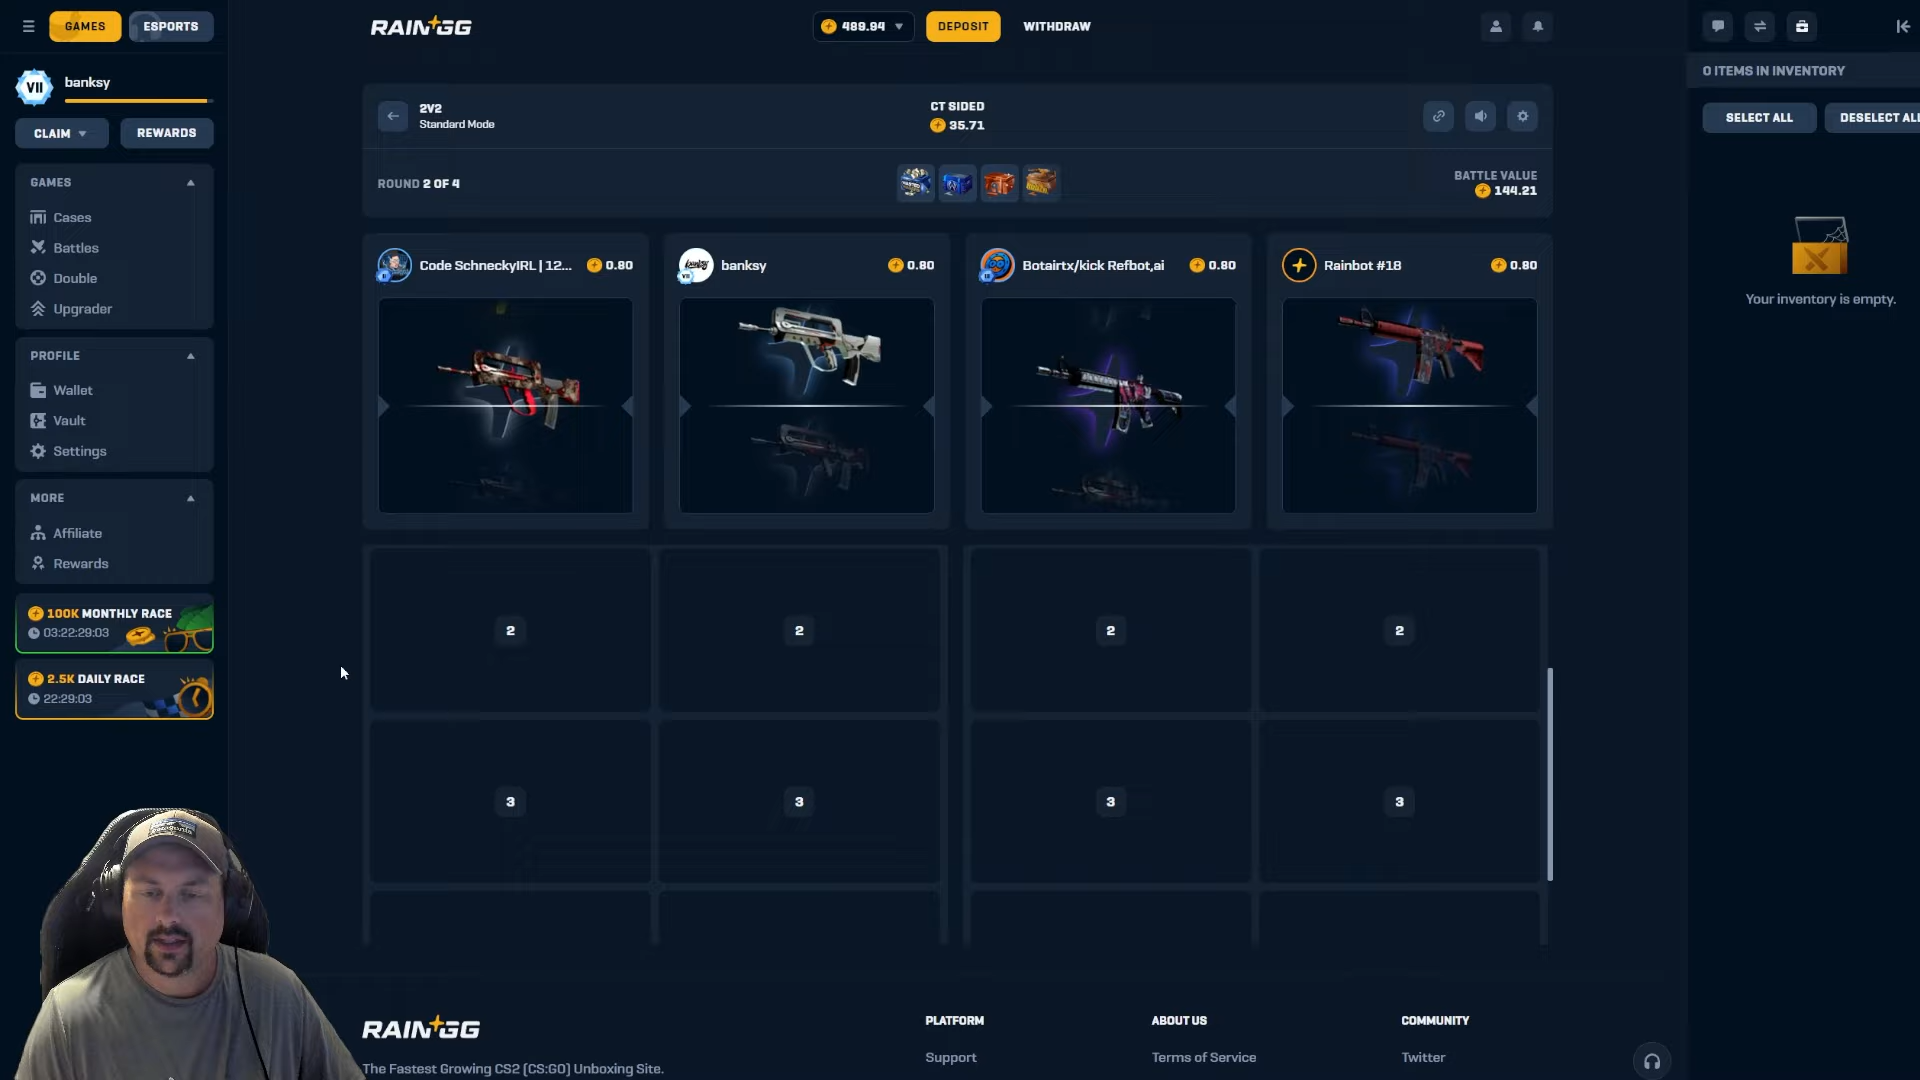 GAMES
ESPORTS
RAIN GG
489.94
DEPOSIT
WITHDRAW
VII
banksy
CLAIM
REWARDS
0 ITEMS IN INVENTORY
SELECT ALL
DESELECT ALL
Your inventory is empty.
2V2
Standard Mode
CT SIDED
35.71
ROUND 2 OF 4
BATTLE VALUE
144.21
GAMES
Cases
Battles
Double
Upgrader
PROFILE
Wallet
Vault
Settings
MORE
Affiliate
Rewards
100K MONTHLY RACE
03:22:29:03
2.5K DAILY RACE
22:29:03
Code SchneckyIRL | 12...
0.80
banksy
0.80
Botairtx/kick Refbot,ai
0.80
Rainbot #18
0.80
2
2
2
2
3
3
3
3
RAIN GG
The Fastest Growing CS2 (CS:GO) Unboxing Site.
PLATFORM
Support
ABOUT US
Terms of Service
COMMUNITY
Twitter